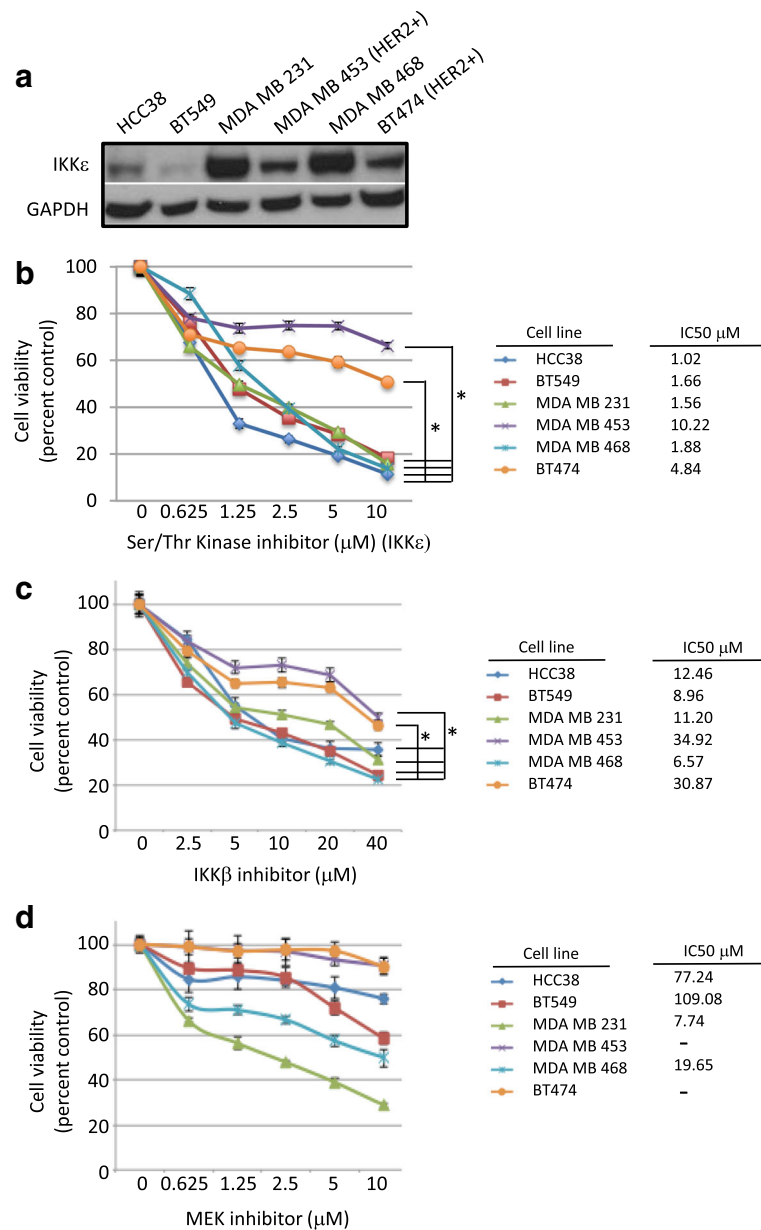 a
HCC38
BT549
MDA MB 231
MDA MB 453 (HER2+)
MDA MB 468
BT474 (HER2+)
IKKε
GAPDH
b
100
80
60
40
20
0
Cell viability
(percent control)
0 0.625 1.25 2.5 5 10
Ser/Thr Kinase inhibitor (μM) (IKKε)
*
*
Cell line IC50 μM
HCC38 1.02
BT549 1.66
MDA MB 231 1.56
MDA MB 453 10.22
MDA MB 468 1.88
BT474 4.84
c
100
80
60
40
20
0
Cell viability
(percent control)
0 2.5 5 10 20 40
IKKβ inhibitor (μM)
*
*
Cell line IC50 μM
HCC38 12.46
BT549 8.96
MDA MB 231 11.20
MDA MB 453 34.92
MDA MB 468 6.57
BT474 30.87
d
100
80
60
40
20
0
Cell viability
(percent control)
0 0.625 1.25 2.5 5 10
MEK inhibitor (μM)
Cell line IC50 μM
HCC38 77.24
BT549 109.08
MDA MB 231 7.74
MDA MB 453 –
MDA MB 468 19.65
BT474 –